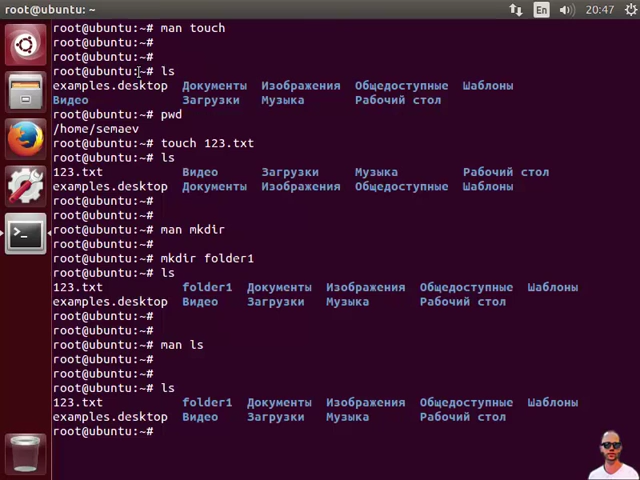 root@ubuntu: ~
En
20:47
root@ubuntu:~# man touch
root@ubuntu:~#
root@ubuntu:~#
root@ubuntu:~# ls
examples.desktop Документы Изображения Общедоступные Шаблоны
Видео Загрузки Музыка Рабочий стол
root@ubuntu:~# pwd
/home/semaev
root@ubuntu:~# touch 123.txt
root@ubuntu:~# ls
123.txt Видео Загрузки Музыка Рабочий стол
examples.desktop Документы Изображения Общедоступные Шаблоны
root@ubuntu:~#
root@ubuntu:~#
root@ubuntu:~# man mkdir
root@ubuntu:~#
root@ubuntu:~# mkdir folder1
root@ubuntu:~# ls
123.txt folder1 Документы Изображения Общедоступные Шаблоны
examples.desktop Видео Загрузки Музыка Рабочий стол
root@ubuntu:~#
root@ubuntu:~#
root@ubuntu:~# man ls
root@ubuntu:~#
root@ubuntu:~#
root@ubuntu:~# ls
123.txt folder1 Документы Изображения Общедоступные Шаблоны
examples.desktop Видео Загрузки Музыка Рабочий стол
root@ubuntu:~#